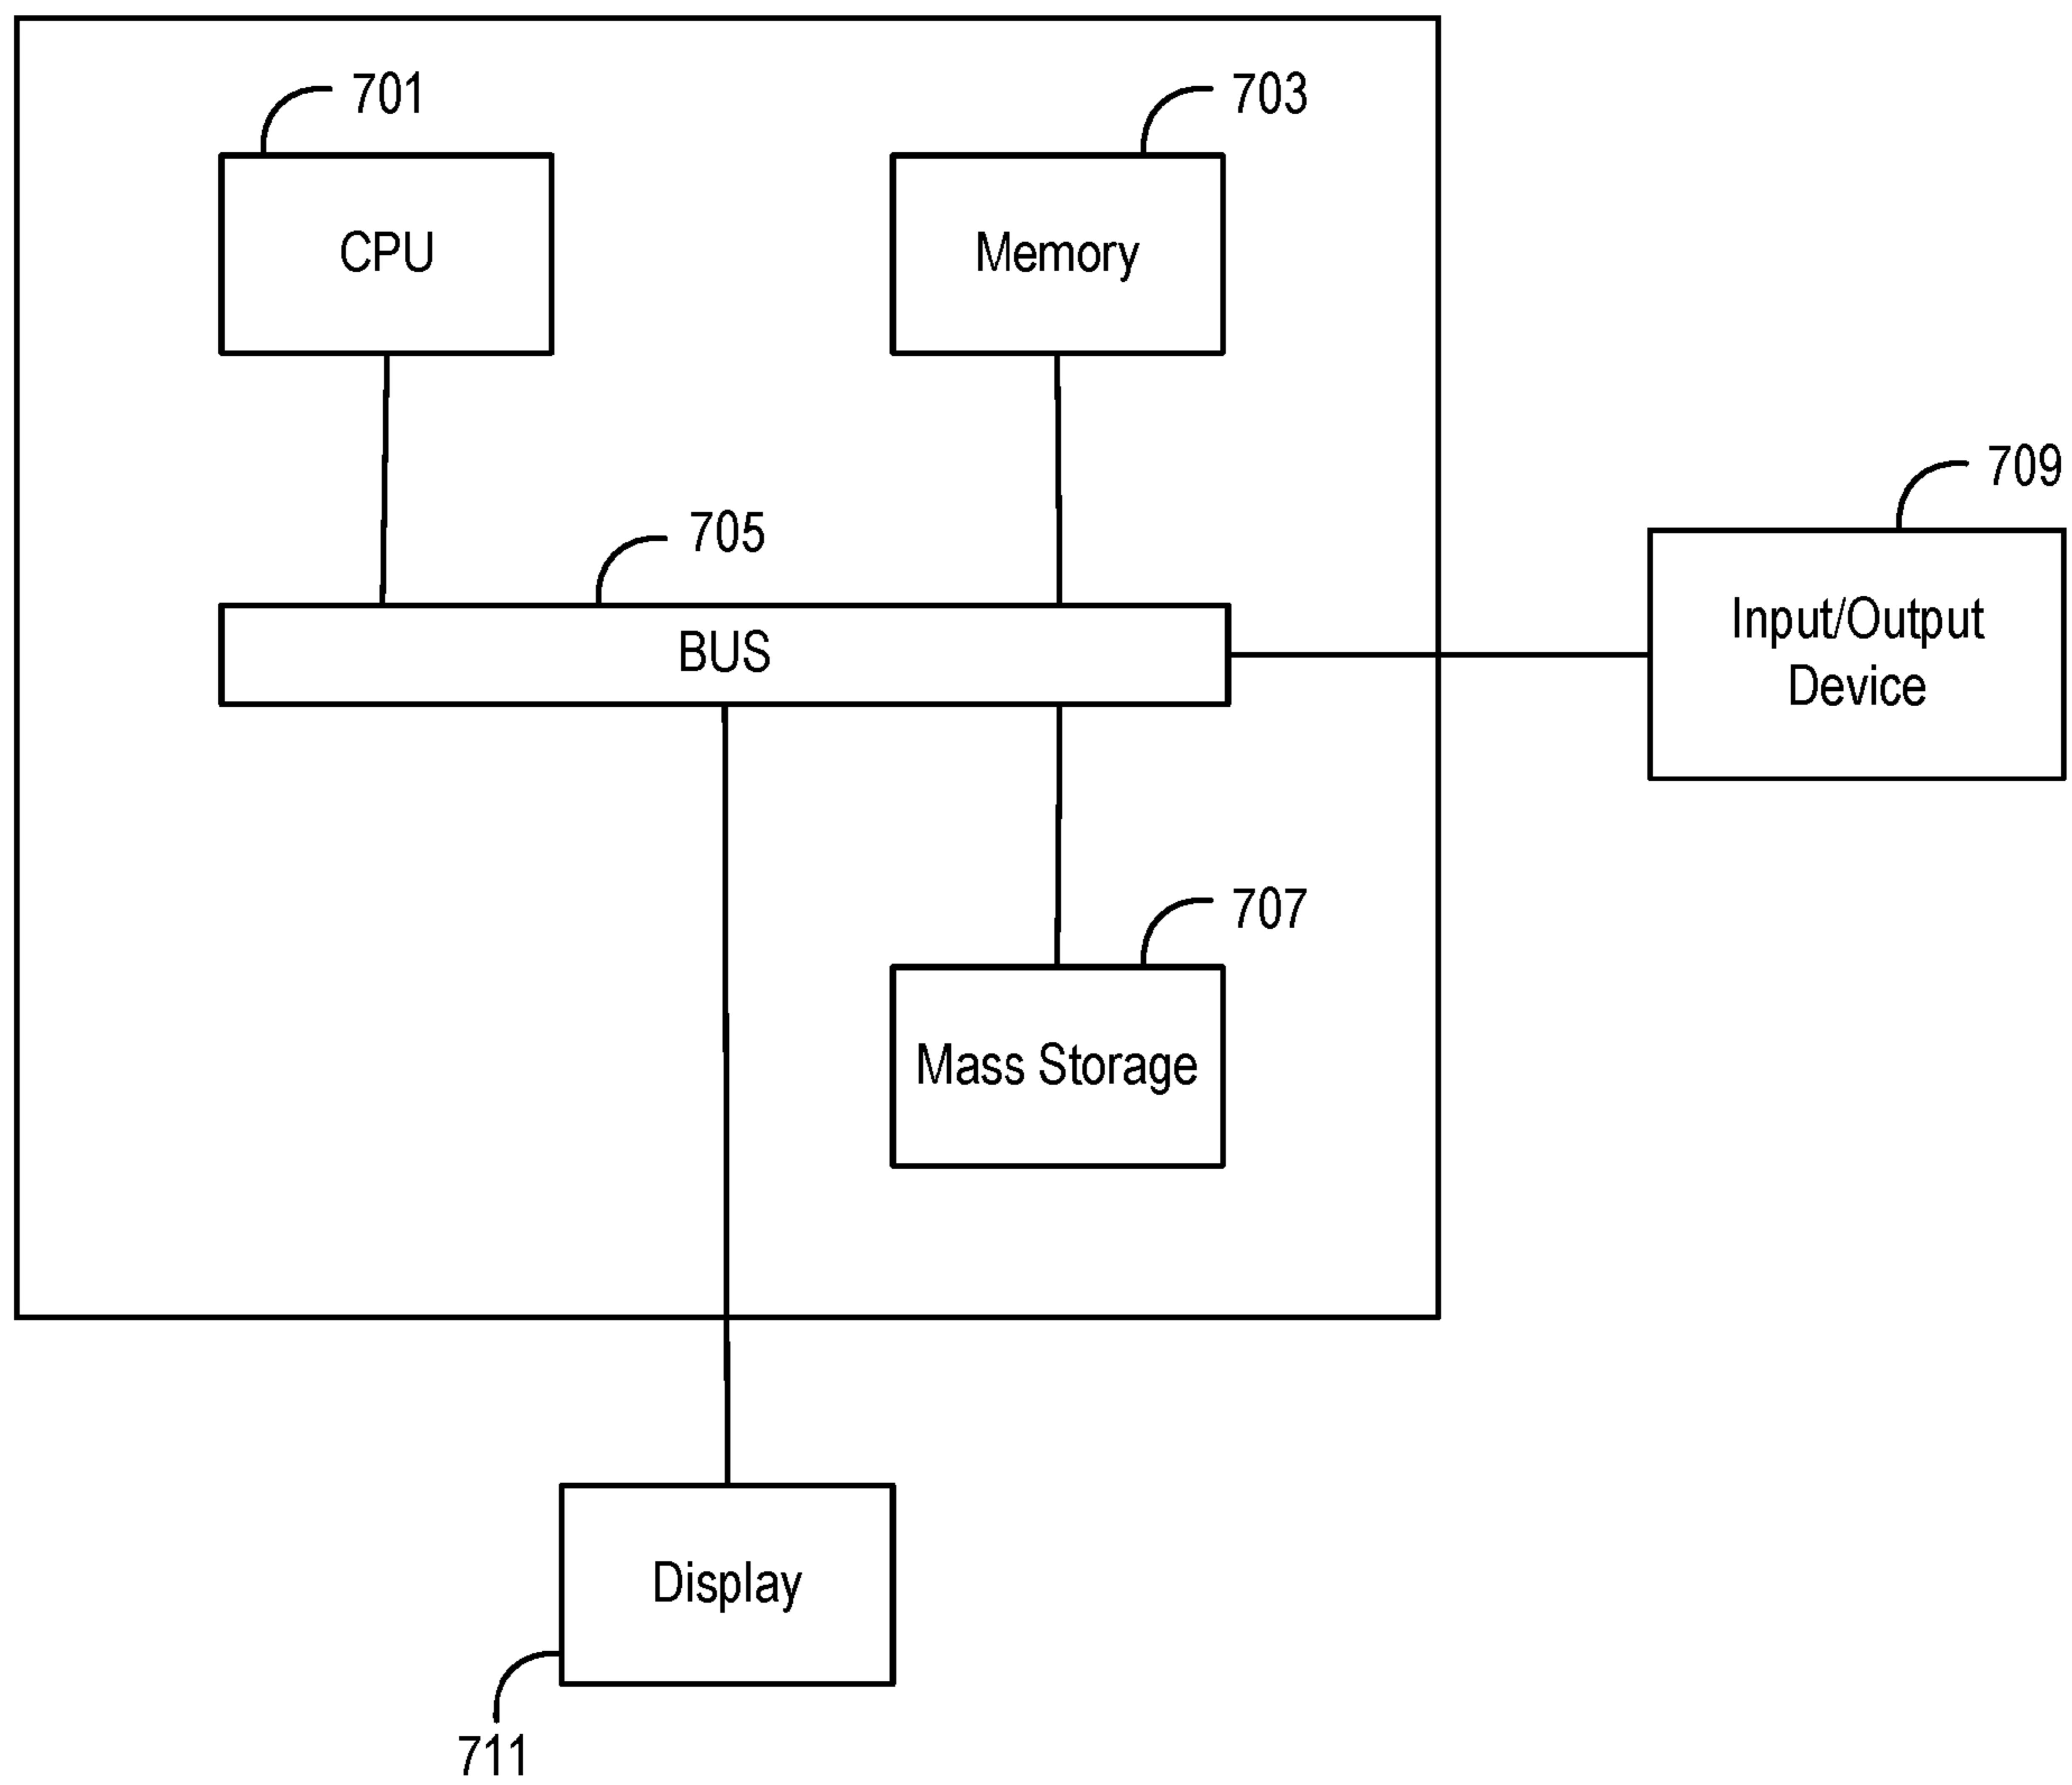 701
703
CPU
Memory
709
705
Input/Output
Device
BUS
707
Mass Storage
Display
711